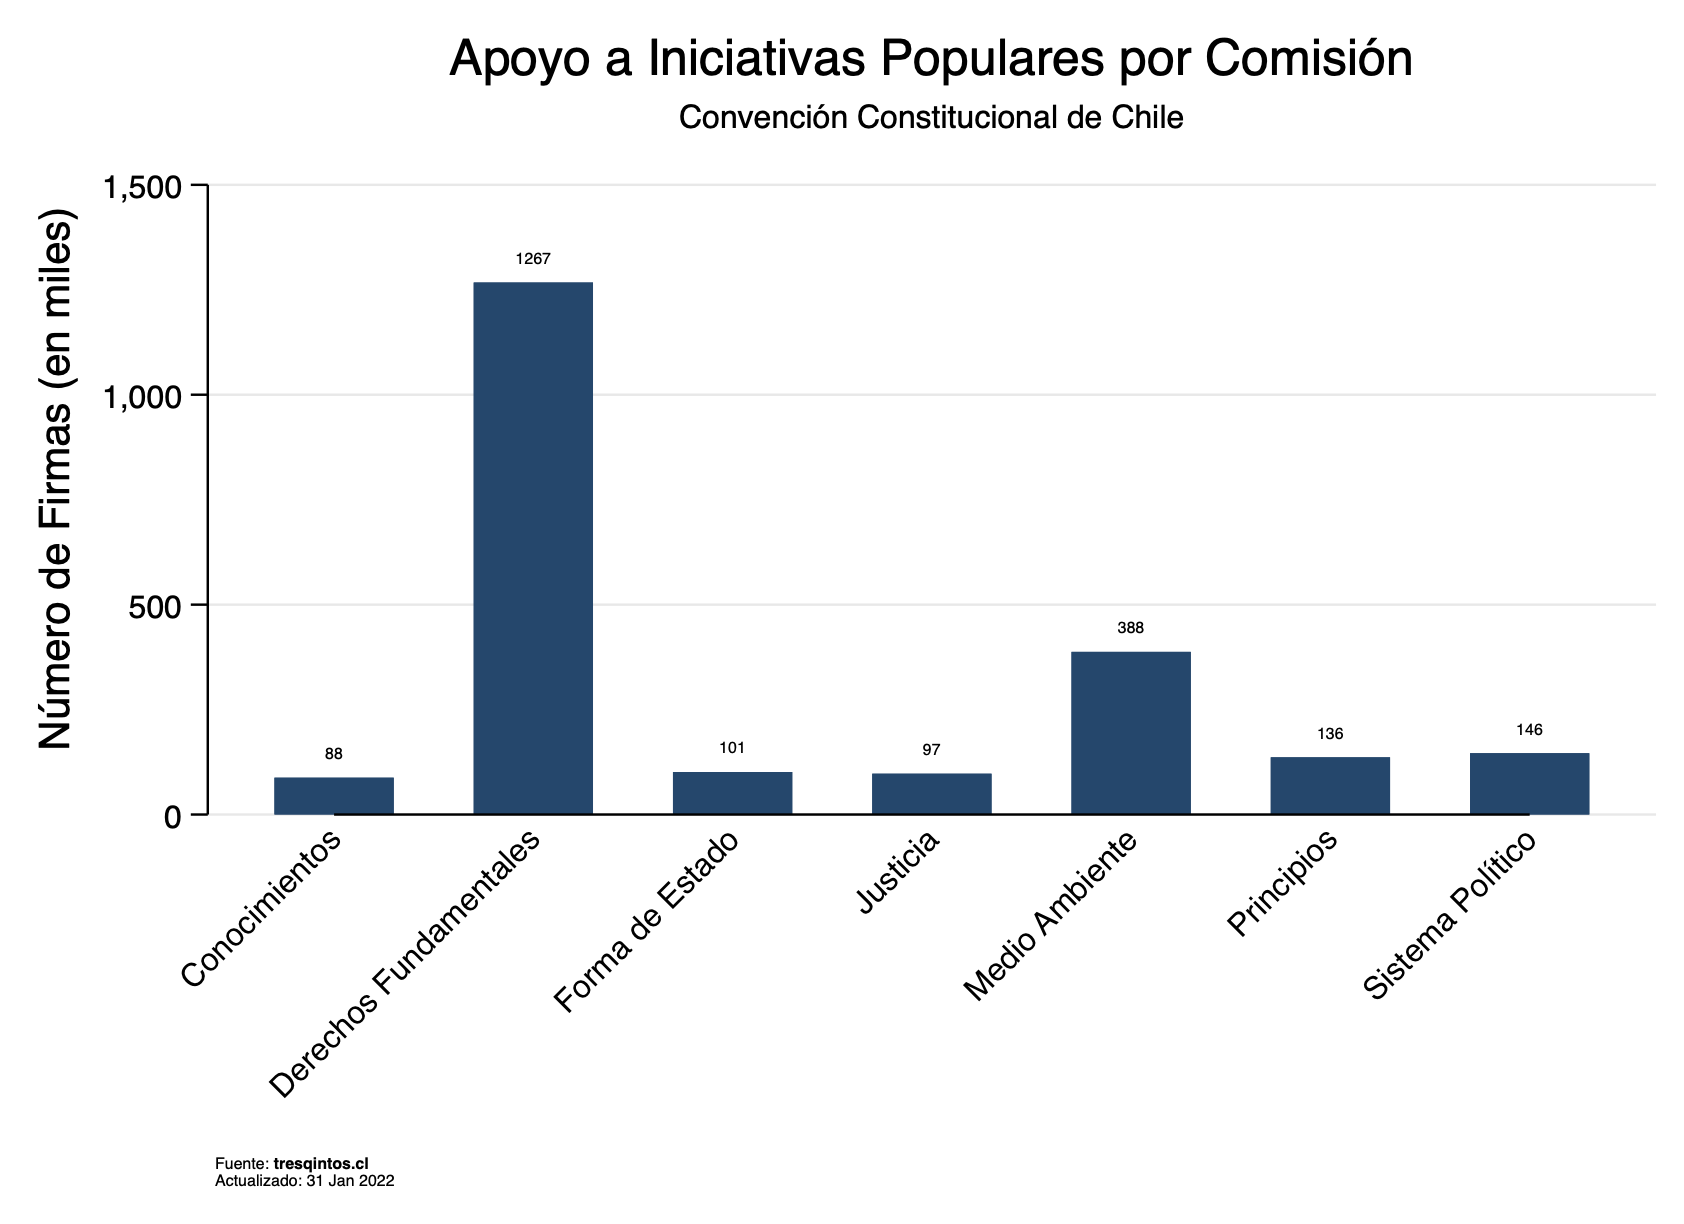 Apoyo a Iniciativas Populares por Comisión
Convención Constitucional de Chile
Número de Firmas (en miles)
1,500
1,000
500
0
88
1267
101
97
388
136
146
Conocimientos
Derechos Fundamentales
Forma de Estado
Justicia
Medio Ambiente
Principios
Sistema Político
Fuente: tresqintos.cl
Actualizado: 31 Jan 2022